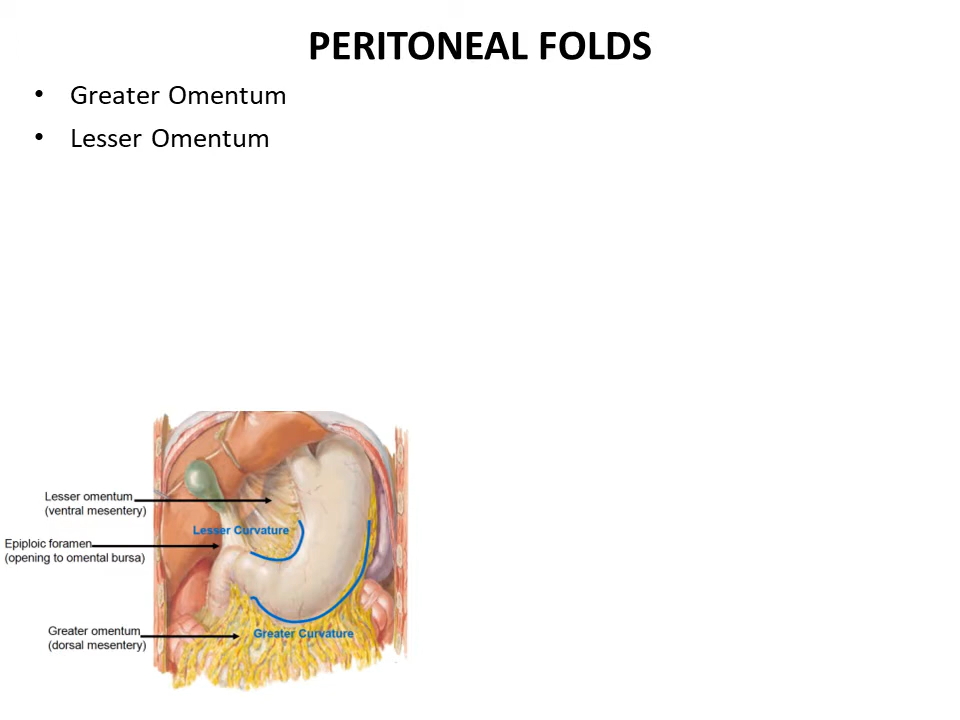 PERITONEAL FOLDS
• Greater Omentum
• Lesser Omentum
Lesser omentum
(ventral mesentery)
Lesser Curvature
Epiploic foramen
(opening to omental bursa)
Greater omentum
(dorsal mesentery)
Greater Curvature